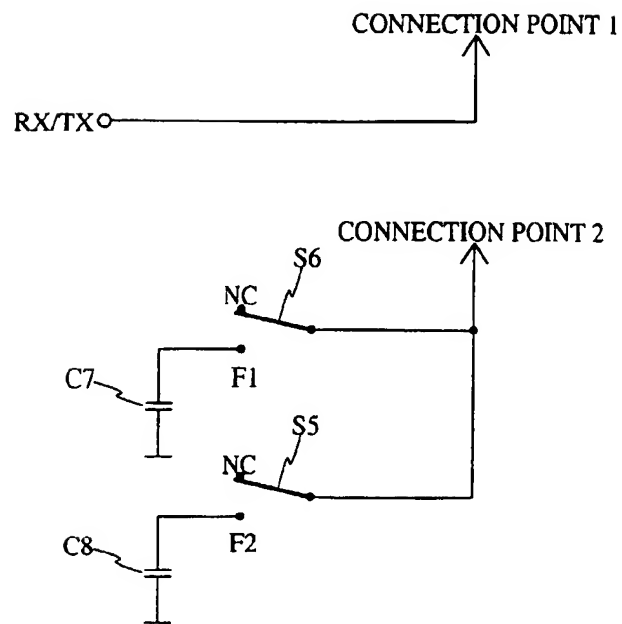 CONNECTION POINT 1
RX/TX
CONNECTION POINT 2
S6
NC
C7
F1
S5
NC
C8
F2